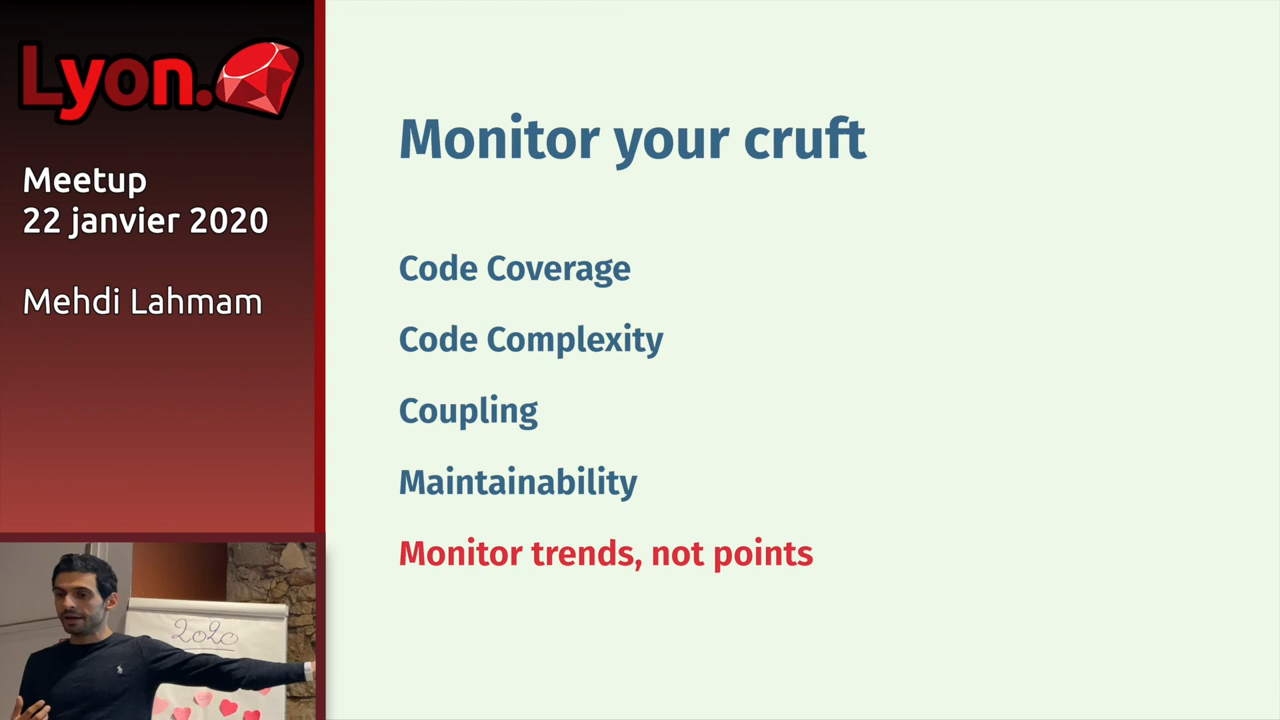 Lyon.
Meetup
22 janvier 2020
Mehdi Lahmam
Monitor your cruft
Code Coverage
Code Complexity
Coupling
Maintainability
Monitor trends, not points
2020